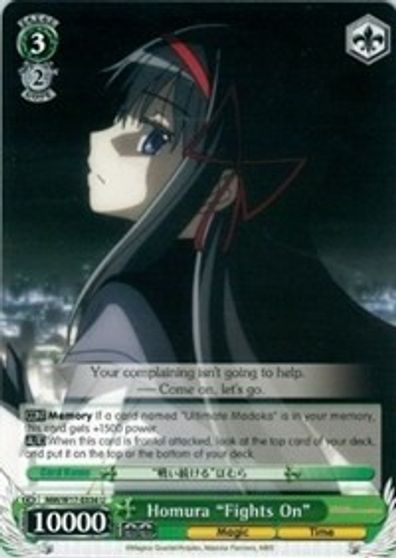 3
2
Your complaining isn't going to help.
— Come on, let's go.
Memory If a card named "Ultimate Madoka" is in your memory,
this card gets +1500 power.
When this card is frontal attacked, look at the top card of your deck,
and put it on the top or the bottom of your deck.
"戦い続ける"ほむら
10000
Homura "Fights On"
Magic
Time